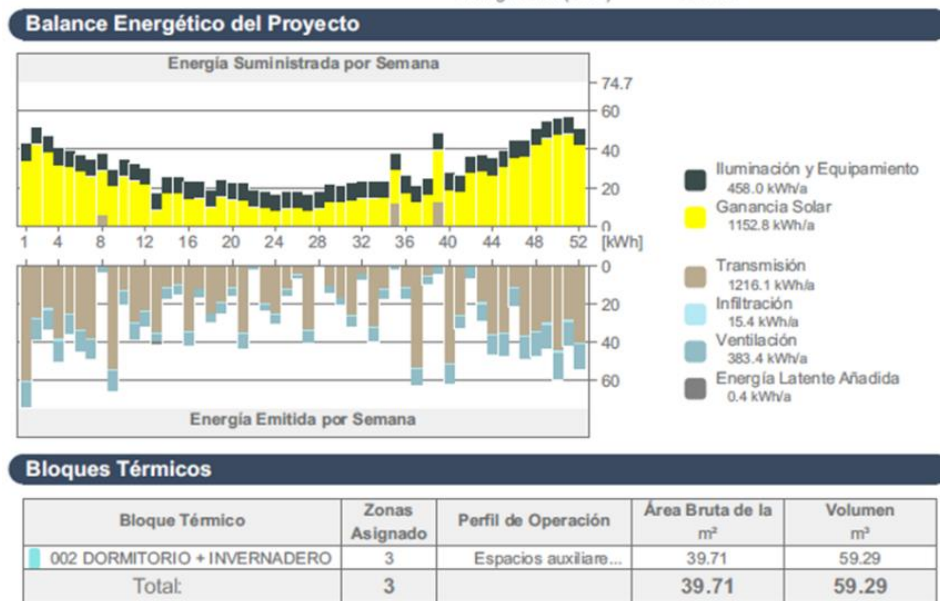 Balance Energético del Proyecto
Energía Suministrada por Semana
74.7
60
40
20
0
1 4 8 12 16 20 24 28 32 36 40 44 48 52 [kWh]
0
20
40
60
Energía Emitida por Semana
Iluminación y Equipamiento
458.0 kWh/a
Ganancia Solar
1152.8 kWh/a
Transmisión
1216.1 kWh/a
Infiltración
15.4 kWh/a
Ventilación
383.4 kWh/a
Energía Latente Añadida
0.4 kWh/a
Bloques Térmicos
Bloque Térmico Zonas Asignado Perfil de Operación Área Bruta de la m² Volumen m³
002 DORMITORIO + INVERNADERO 3 Espacios auxiliare... 39.71 59.29
Total: 3 39.71 59.29